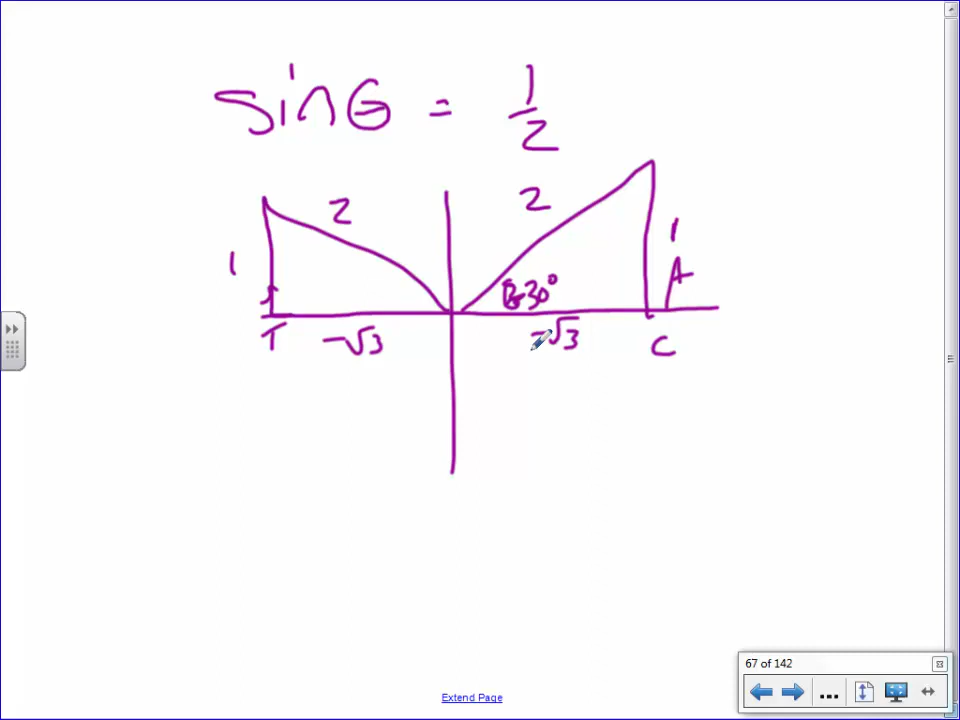 sinθ = 1/2
2 2
1 1
S θ=30° A
T -√3 -√3 C
67 of 142
...
Extend Page